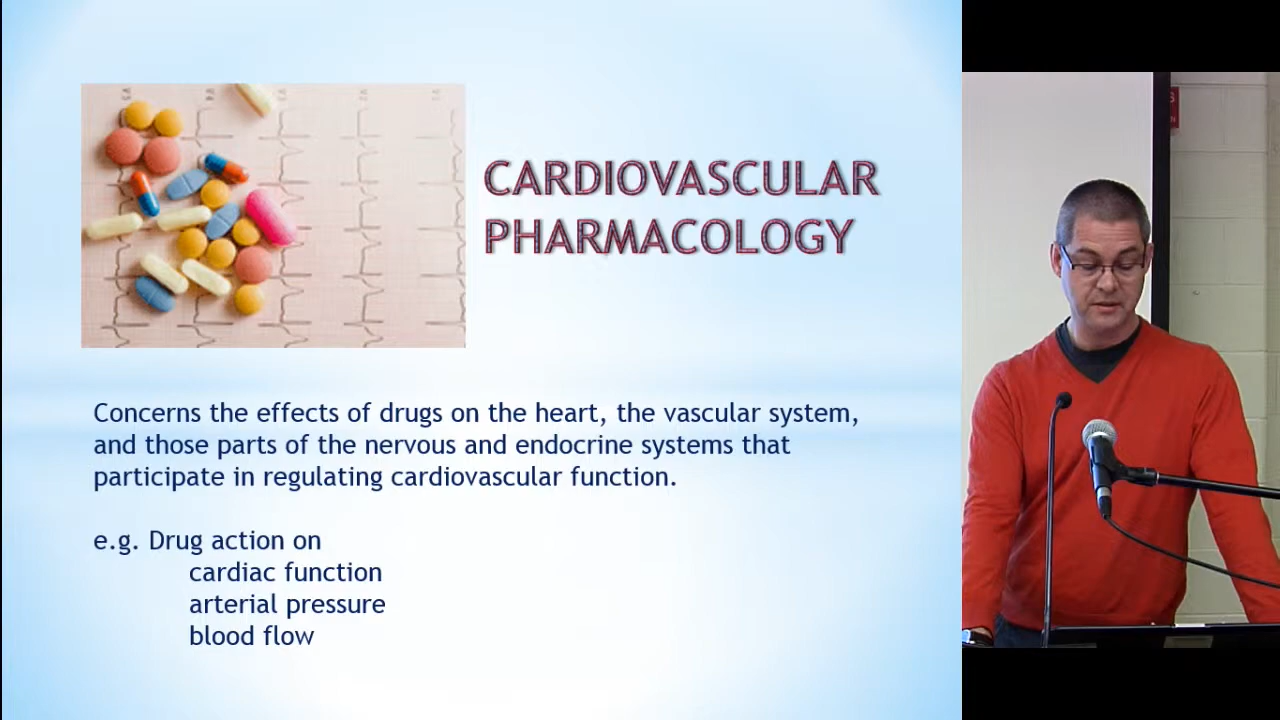 CARDIOVASCULAR
PHARMACOLOGY
Concerns the effects of drugs on the heart, the vascular system,
and those parts of the nervous and endocrine systems that
participate in regulating cardiovascular function.
e.g. Drug action on
cardiac function
arterial pressure
blood flow